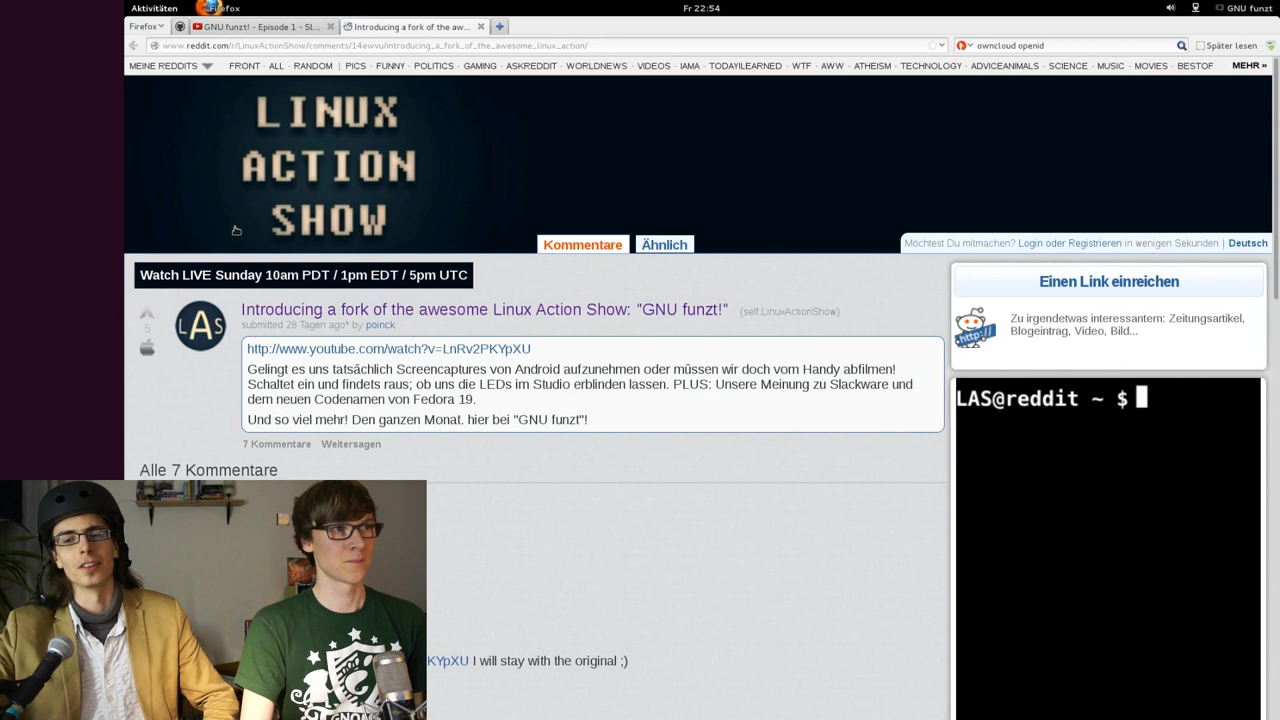 Aktivitäten
Firefox
Fr 22:54
GNU funzt
Firefox
GNU funzt! - Episode 1 - Sl...
Introducing a fork of the aw...
www.reddit.com/r/LinuxActionShow/comments/14ewvu/introducing_a_fork_of_the_awesome_linux_action/
owncloud openid
Später lesen
MEINE REDDITS
FRONT - ALL - RANDOM | PICS - FUNNY - POLITICS - GAMING - ASKREDDIT - WORLDNEWS - VIDEOS - IAMA - TODAYILEARNED - WTF - AWW - ATHEISM - TECHNOLOGY - ADVICEANIMALS - SCIENCE - MUSIC - MOVIES - BESTOF
MEHR »
LINUX
ACTION
SHOW
Kommentare
Ähnlich
Möchtest Du mitmachen? Login oder Registrieren in wenigen Sekunden | Deutsch
Watch LIVE Sunday 10am PDT / 1pm EDT / 5pm UTC
5
LAS
Introducing a fork of the awesome Linux Action Show: "GNU funzt!" (self.LinuxActionShow)
submitted 28 Tagen ago* by poinck
http://www.youtube.com/watch?v=LnRv2PKYpXU
Gelingt es uns tatsächlich Screencaptures von Android aufzunehmen oder müssen wir doch vom Handy abfilmen!
Schaltet ein und findets raus; ob uns die LEDs im Studio erblinden lassen. PLUS: Unsere Meinung zu Slackware und
dem neuen Codenamen von Fedora 19.
Und so viel mehr! Den ganzen Monat. hier bei "GNU funzt"!
7 Kommentare Weitersagen
Alle 7 Kommentare
Einen Link einreichen
http://
Zu irgendetwas interessantem: Zeitungsartikel,
Blogeintrag, Video, Bild...
LAS@reddit ~ $
KYpXU I will stay with the original ;)
GNOME